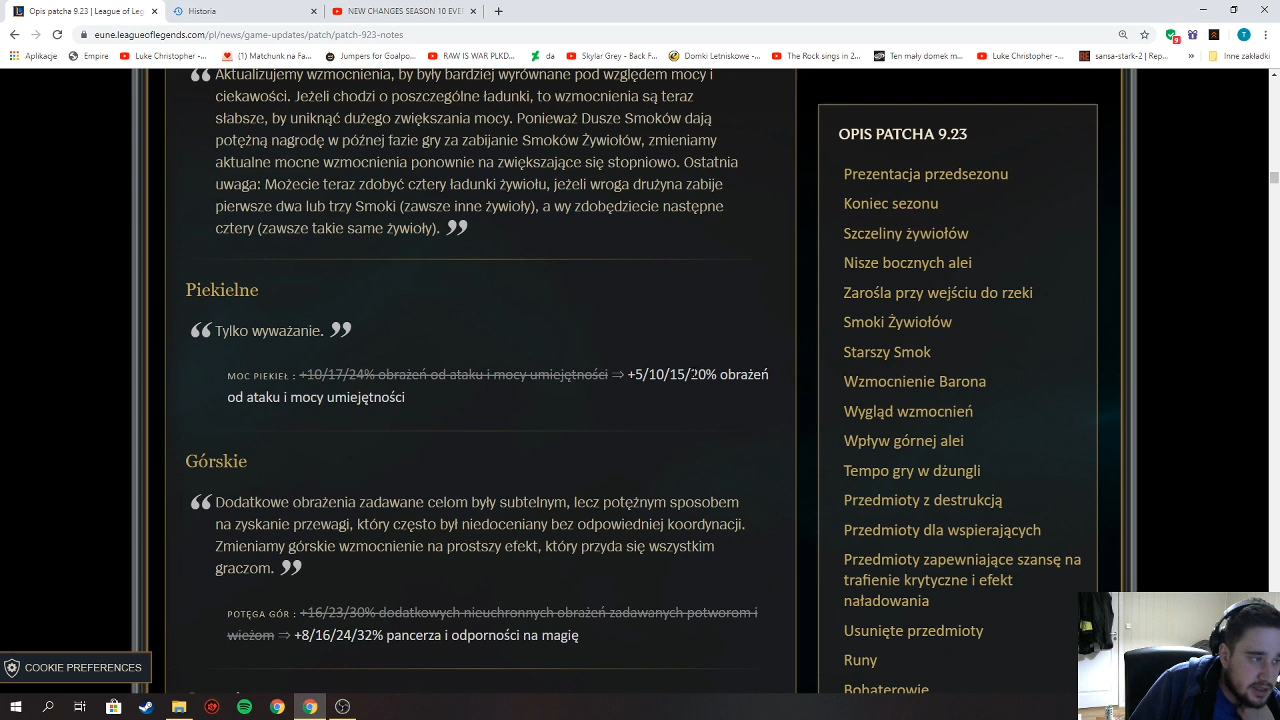 Opis patcha 9.23 | League of Leg
Historia
NEW CHANGES SEASON 10 EVE
eune.leagueoflegends.com/pl/news/game-updates/patch/patch-923-notes
Aplikacje
Empire
Luke Christopher -...
Matchunk na Fa...
Jumpers for Goalpo...
RAW IS WAR PLKD...
da
Skylar Grey - Bang B...
Domki Letniskowe -...
The Rock sings in 2...
Ten mały domek m...
Luke Christopher -...
sansa-stark-2 | Rep...
»
Inne zakładki
Aktualizujemy wzmocnienia, by były bardziej wyrównane pod względem mocy i
ciekawości. Jeżeli chodzi o poszczególne ładunki, to wzmocnienia są teraz
słabsze, by uniknąć dużego zwiększania mocy. Ponieważ Dusze Smoków dają
potężną nagrodę w późnej fazie gry za zabijanie Smoków Żywiołów, zmieniamy
aktualne mocne wzmocnienia ponownie na zwiększające się stopniowo. Ostatnia
uwaga: Możecie teraz zdobyć cztery ładunki żywiołu, jeżeli wroga drużyna zabije
pierwsze dwa lub trzy Smoki (zawsze inne żywioły), a wy zdobędziecie następne
cztery (zawsze takie same żywioły).
Piekielne
Tylko wyważanie.
MOC PIEKIEŁ : +10/17/24% obrażeń od ataku i mocy umiejętności ⇒ +5/10/15/20% obrażeń
od ataku i mocy umiejętności
Górskie
Dodatkowe obrażenia zadawane celom były subtelnym, lecz potężnym sposobem
na zyskanie przewagi, który często był niedoceniany bez odpowiedniej koordynacji.
Zmieniamy górskie wzmocnienie na prostszy efekt, który przyda się wszystkim
graczom.
POTĘGA GÓR : +16/23/30% dodatkowych nieuchronnych obrażeń zadawanych potworom i
wieżom ⇒ +8/16/24/32% pancerza i odporności na magię
OPIS PATCHA 9.23
Prezentacja przedsezonu
Koniec sezonu
Szczeliny żywiołów
Nisze bocznych alei
Zarośla przy wejściu do rzeki
Smoki Żywiołów
Starszy Smok
Wzmocnienie Barona
Wygląd wzmocnień
Wpływ górnej alei
Tempo gry w dżungli
Przedmioty z destrukcją
Przedmioty dla wspierających
Przedmioty zapewniające szansę na
trafienie krytyczne i efekt
naładowania
Usunięte przedmioty
Runy
Bohaterowie
COOKIE PREFERENCES